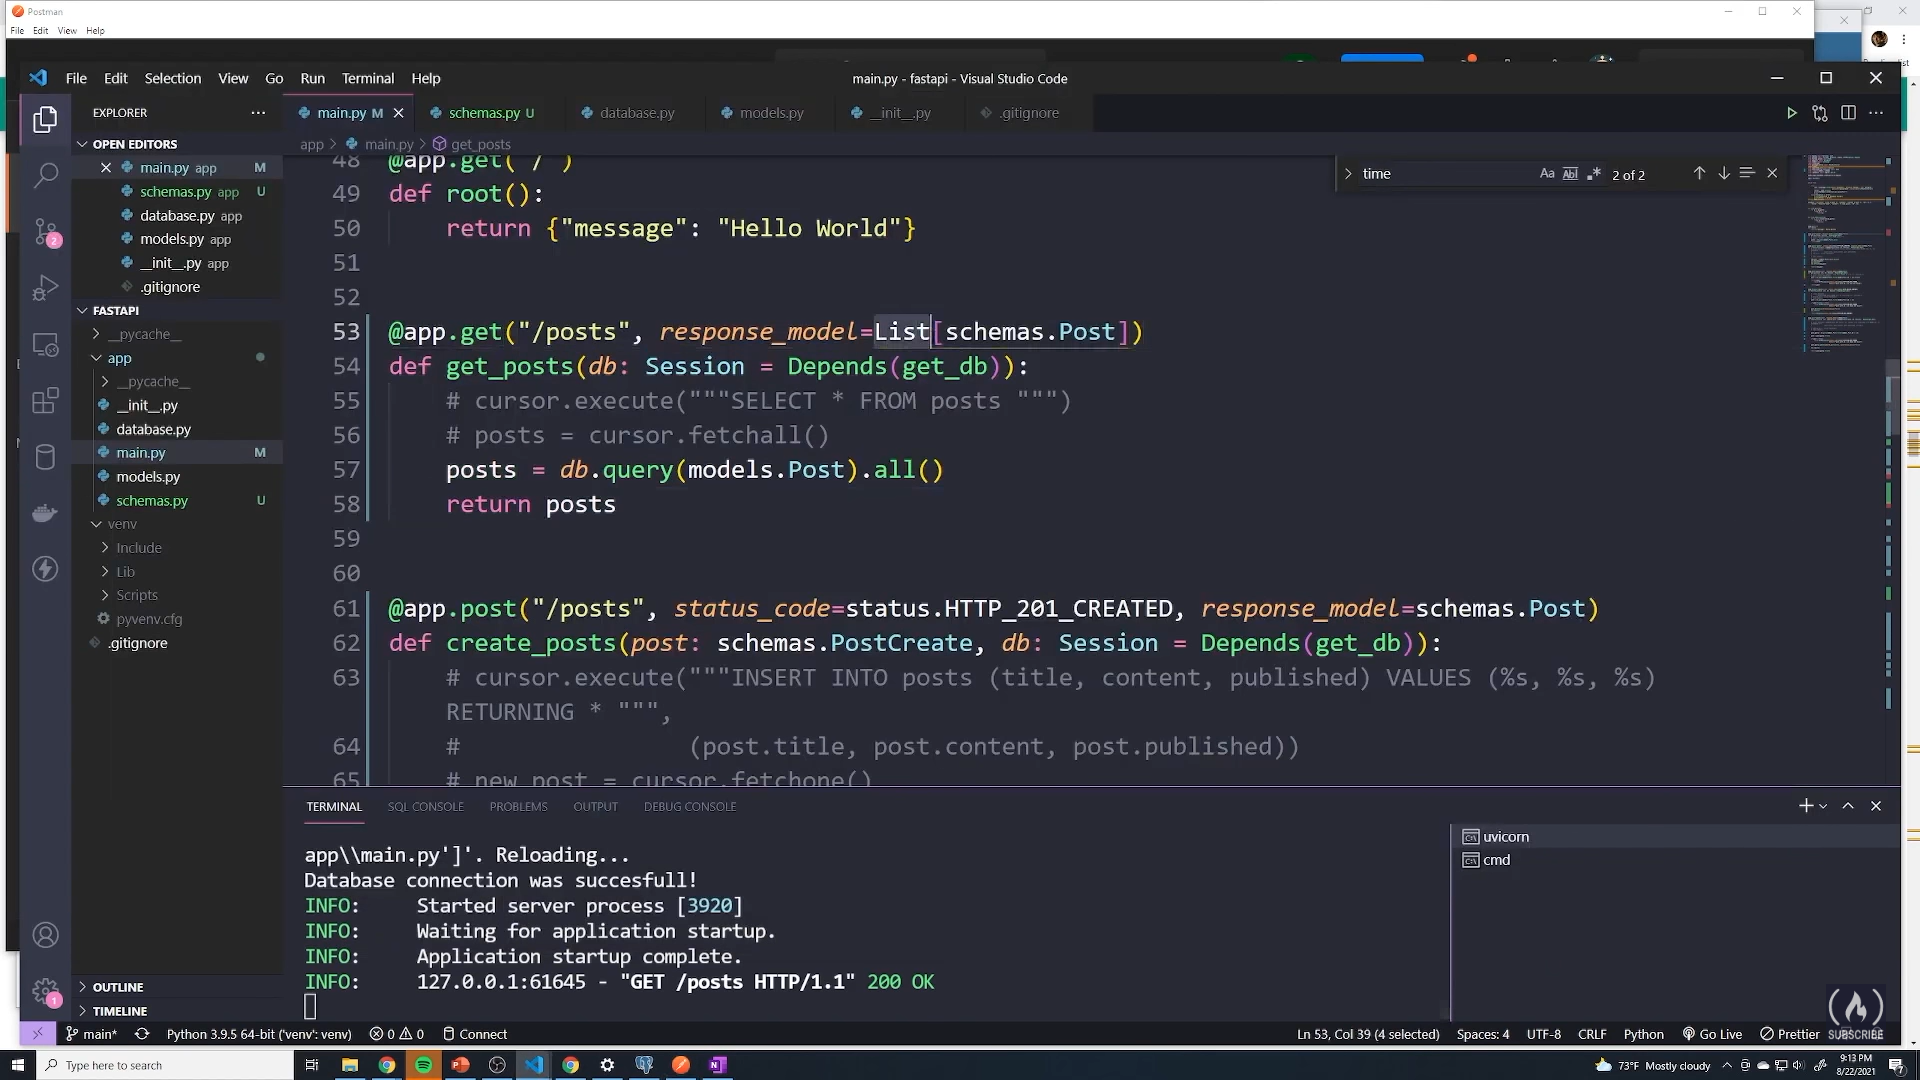 Postman
File Edit View Help
File Edit Selection View Go Run Terminal Help
main.py - fastapi - Visual Studio Code
EXPLORER
main.py M
schemas.py U
database.py
models.py
__init__.py
.gitignore
app > main.py > get_posts
OPEN EDITORS
main.py app M
schemas.py app U
database.py app
models.py app
__init__.py app
.gitignore
FASTAPI
__pycache__
app
__pycache__
__init__.py
database.py
main.py M
models.py
schemas.py U
venv
Include
Lib
Scripts
pyvenv.cfg
.gitignore
OUTLINE
TIMELINE
time Aa Abl .* 2 of 2
48 @app.get("/")
49 def root():
50 return {"message": "Hello World"}
51
52
53 @app.get("/posts", response_model=List[schemas.Post])
54 def get_posts(db: Session = Depends(get_db)):
55 # cursor.execute("""SELECT * FROM posts """)
56 # posts = cursor.fetchall()
57 posts = db.query(models.Post).all()
58 return posts
59
60
61 @app.post("/posts", status_code=status.HTTP_201_CREATED, response_model=schemas.Post)
62 def create_posts(post: schemas.PostCreate, db: Session = Depends(get_db)):
63 # cursor.execute("""INSERT INTO posts (title, content, published) VALUES (%s, %s, %s)
RETURNING * """,
64 # (post.title, post.content, post.published))
65 # new_post = cursor.fetchone()
TERMINAL SQL CONSOLE PROBLEMS OUTPUT DEBUG CONSOLE
app\\main.py']'. Reloading...
Database connection was succesfull!
INFO: Started server process [3920]
INFO: Waiting for application startup.
INFO: Application startup complete.
INFO: 127.0.0.1:61645 - "GET /posts HTTP/1.1" 200 OK
uvicorn
cmd
2
1
SUBSCRIBE
main* Python 3.9.5 64-bit ('venv': venv) 0 0 Connect
Ln 53, Col 39 (4 selected) Spaces: 4 UTF-8 CRLF Python Go Live Prettier
Type here to search
73°F Mostly cloudy
9:13 PM
8/22/2021
7